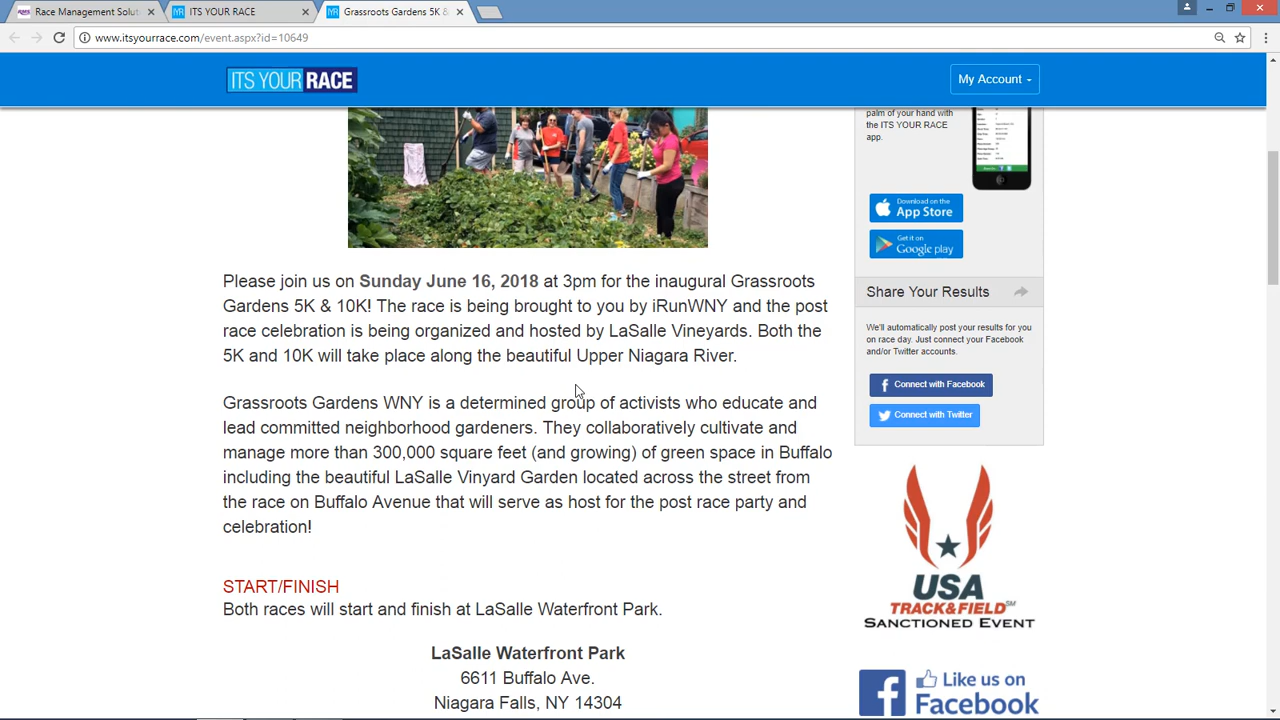 Race Management Soluti
ITS YOUR RACE
Grassroots Gardens 5K &
www.itsyourrace.com/event.aspx?id=10649
ITS YOUR RACE
My Account
palm of your hand with
the ITS YOUR RACE
app.
Download on the
App Store
Get it on
Google play
Share Your Results
We'll automatically post your results for you
on race day. Just connect your Facebook
and/or Twitter accounts.
Connect with Facebook
Connect with Twitter
Please join us on Sunday June 16, 2018 at 3pm for the inaugural Grassroots
Gardens 5K & 10K! The race is being brought to you by iRunWNY and the post
race celebration is being organized and hosted by LaSalle Vineyards. Both the
5K and 10K will take place along the beautiful Upper Niagara River.
Grassroots Gardens WNY is a determined group of activists who educate and
lead committed neighborhood gardeners. They collaboratively cultivate and
manage more than 300,000 square feet (and growing) of green space in Buffalo
including the beautiful LaSalle Vinyard Garden located across the street from
the race on Buffalo Avenue that will serve as host for the post race party and
celebration!
START/FINISH
Both races will start and finish at LaSalle Waterfront Park.
LaSalle Waterfront Park
6611 Buffalo Ave.
Niagara Falls, NY 14304
USA
TRACK&FIELD
SANCTIONED EVENT
Like us on
Facebook